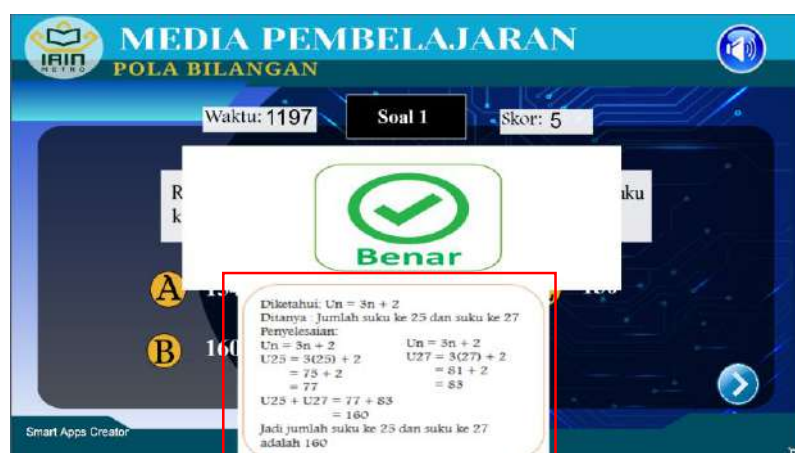 IAIN
METRO
MEDIA PEMBELAJARAN
POLA BILANGAN
Waktu: 1197
Soal 1
Skor: 5
Benar
A
B 160
Diketahui: Un = 3n + 2
Ditanya : Jumlah suku ke 25 dan suku ke 27
Penyelesaian:
Un = 3n + 2 Un = 3n + 2
U25 = 3(25) + 2 U27 = 3(27) + 2
= 75 + 2 = 81 + 2
= 77 = 83
U25 + U27 = 77 + 83
= 160
Jadi jumlah suku ke 25 dan suku ke 27
adalah 160
Smart Apps Creator